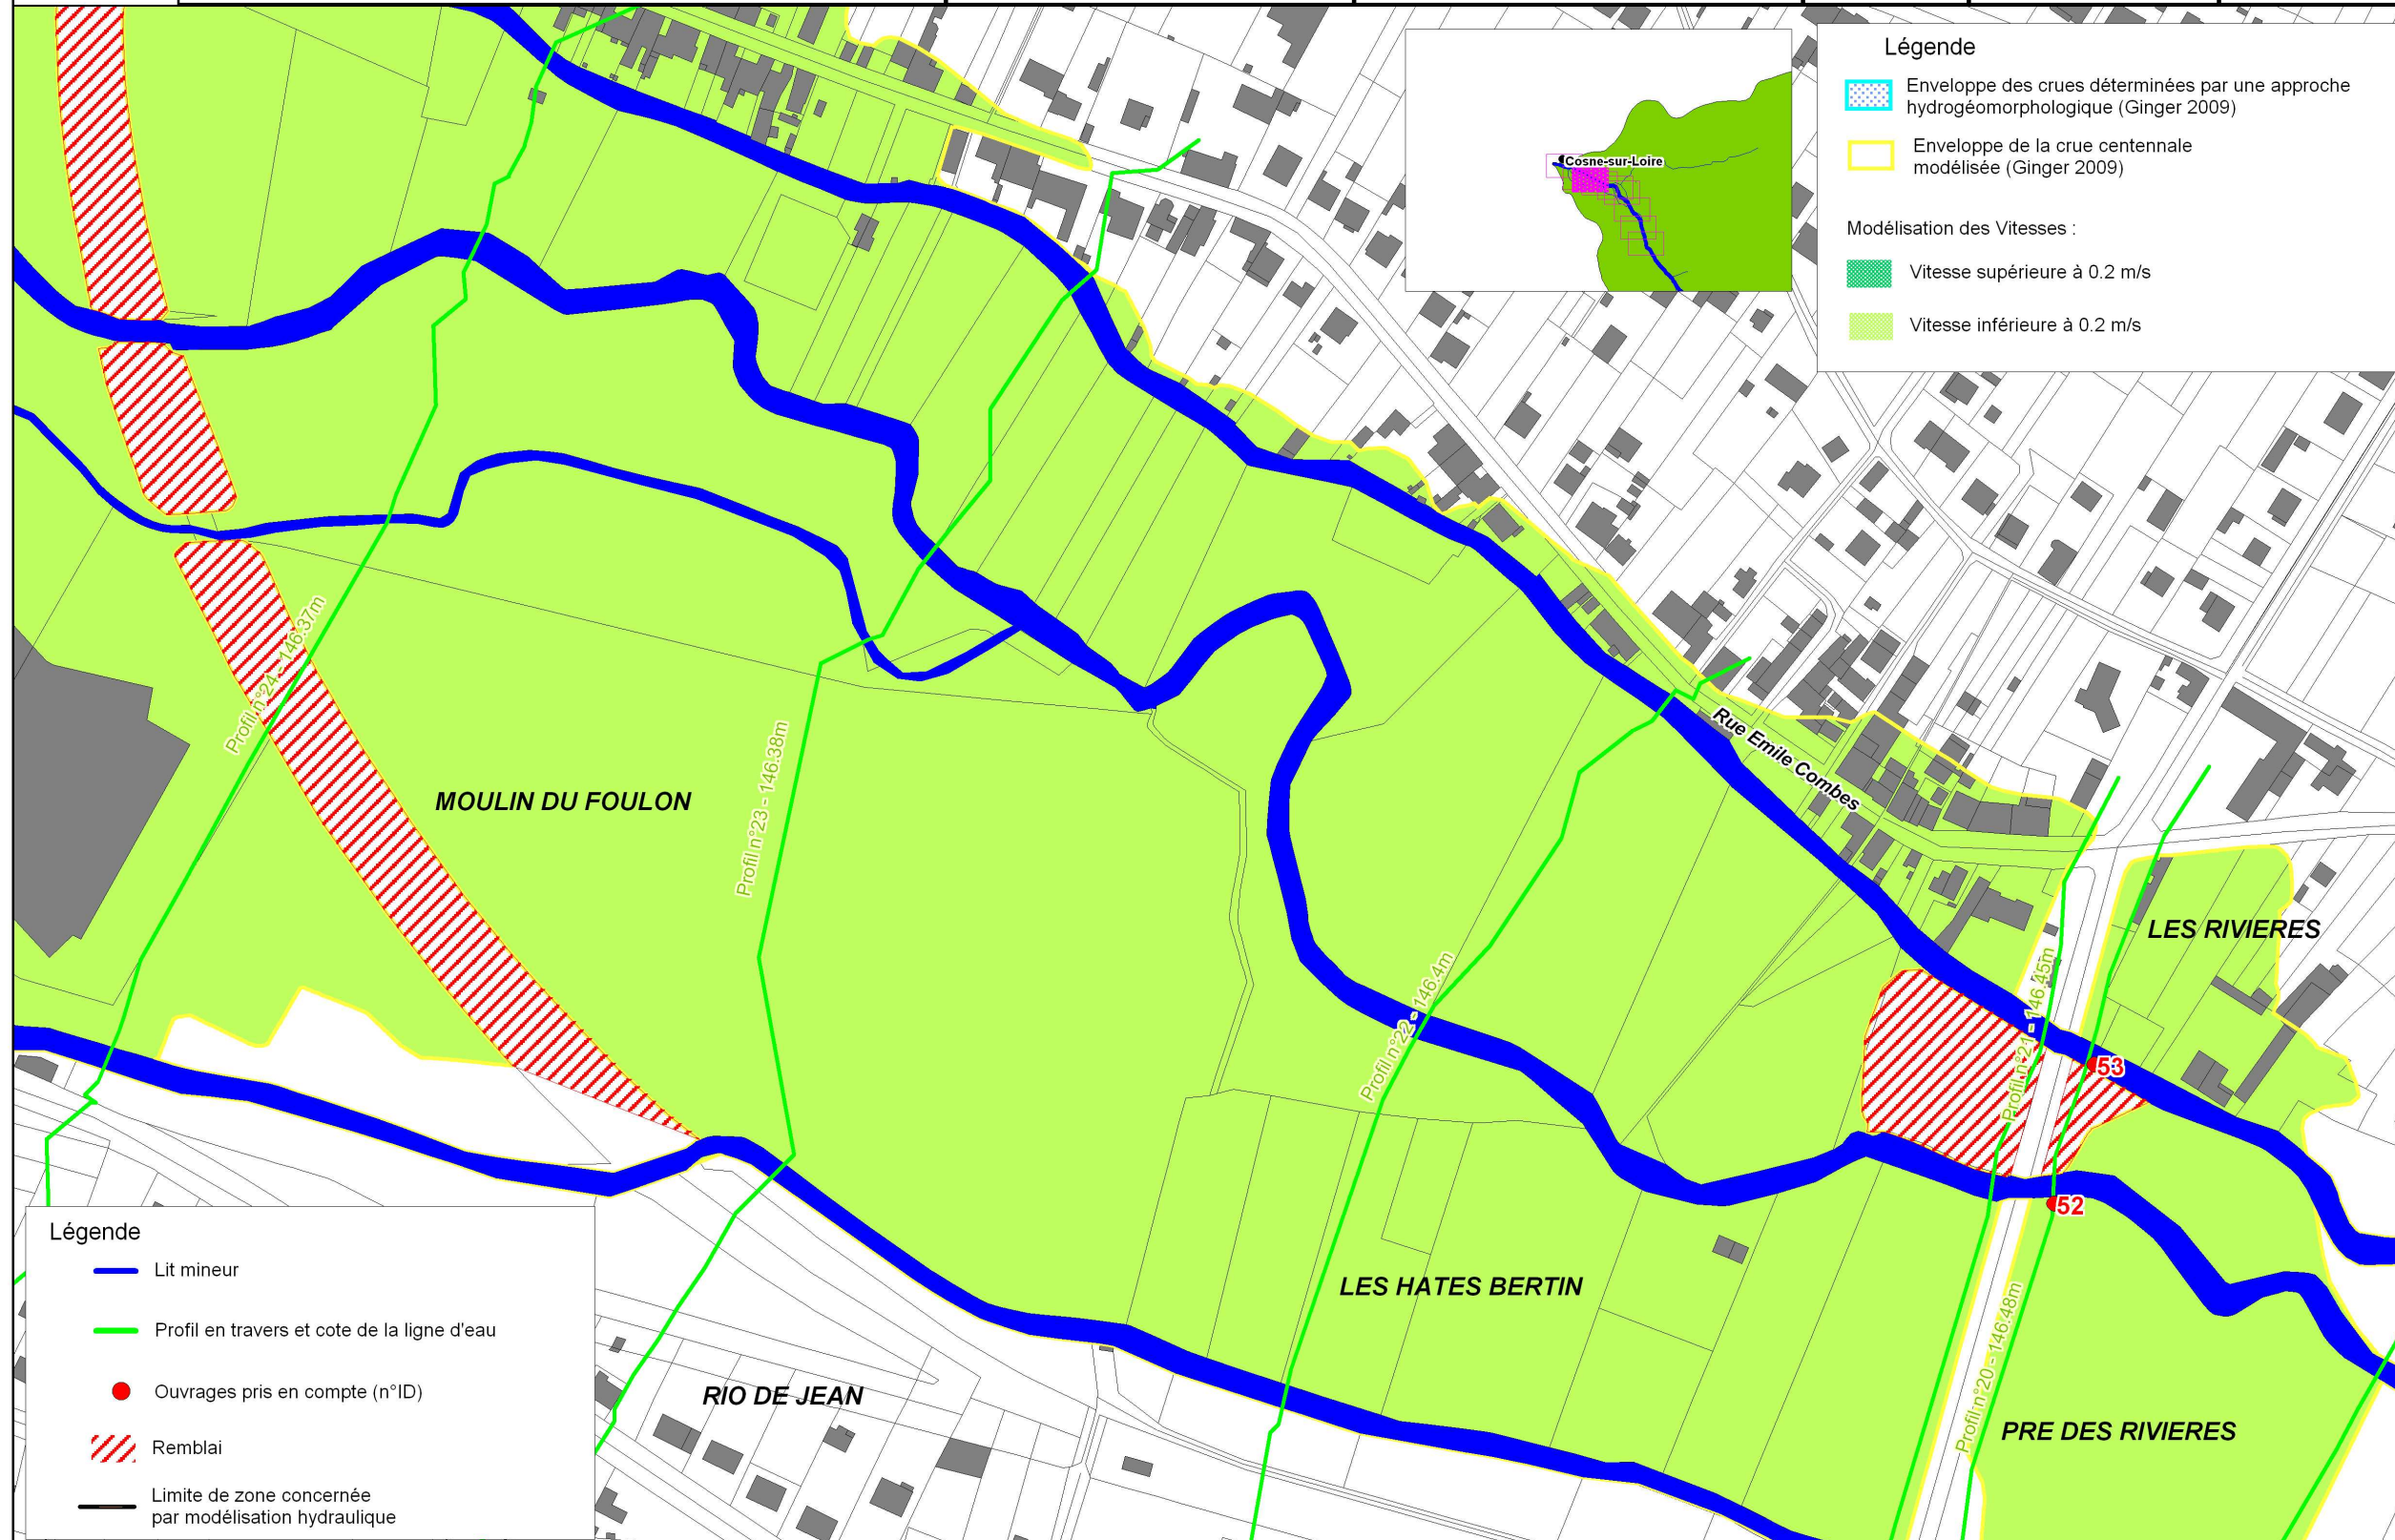 Légende
Enveloppe des crues déterminées par une approche
hydrogéomorphologique (Ginger 2009)
Enveloppe de la crue centennale
modélisée (Ginger 2009)
Modélisation des Vitesses :
Vitesse supérieure à 0.2 m/s
Vitesse inférieure à 0.2 m/s
Cosne-sur-Loire
Profil n°24 - 146.37m
MOULIN DU FOULON
Profil n°23 - 146.38m
Rue Emile Combes
LES RIVIERES
Profil n°22 - 146.4m
Profil n°21 - 146.45m
53
52
LES HATES BERTIN
Profil n°20 - 146.48m
RIO DE JEAN
PRE DES RIVIERES
Légende
Lit mineur
Profil en travers et cote de la ligne d'eau
Ouvrages pris en compte (n°ID)
Remblai
Limite de zone concernée
par modélisation hydraulique